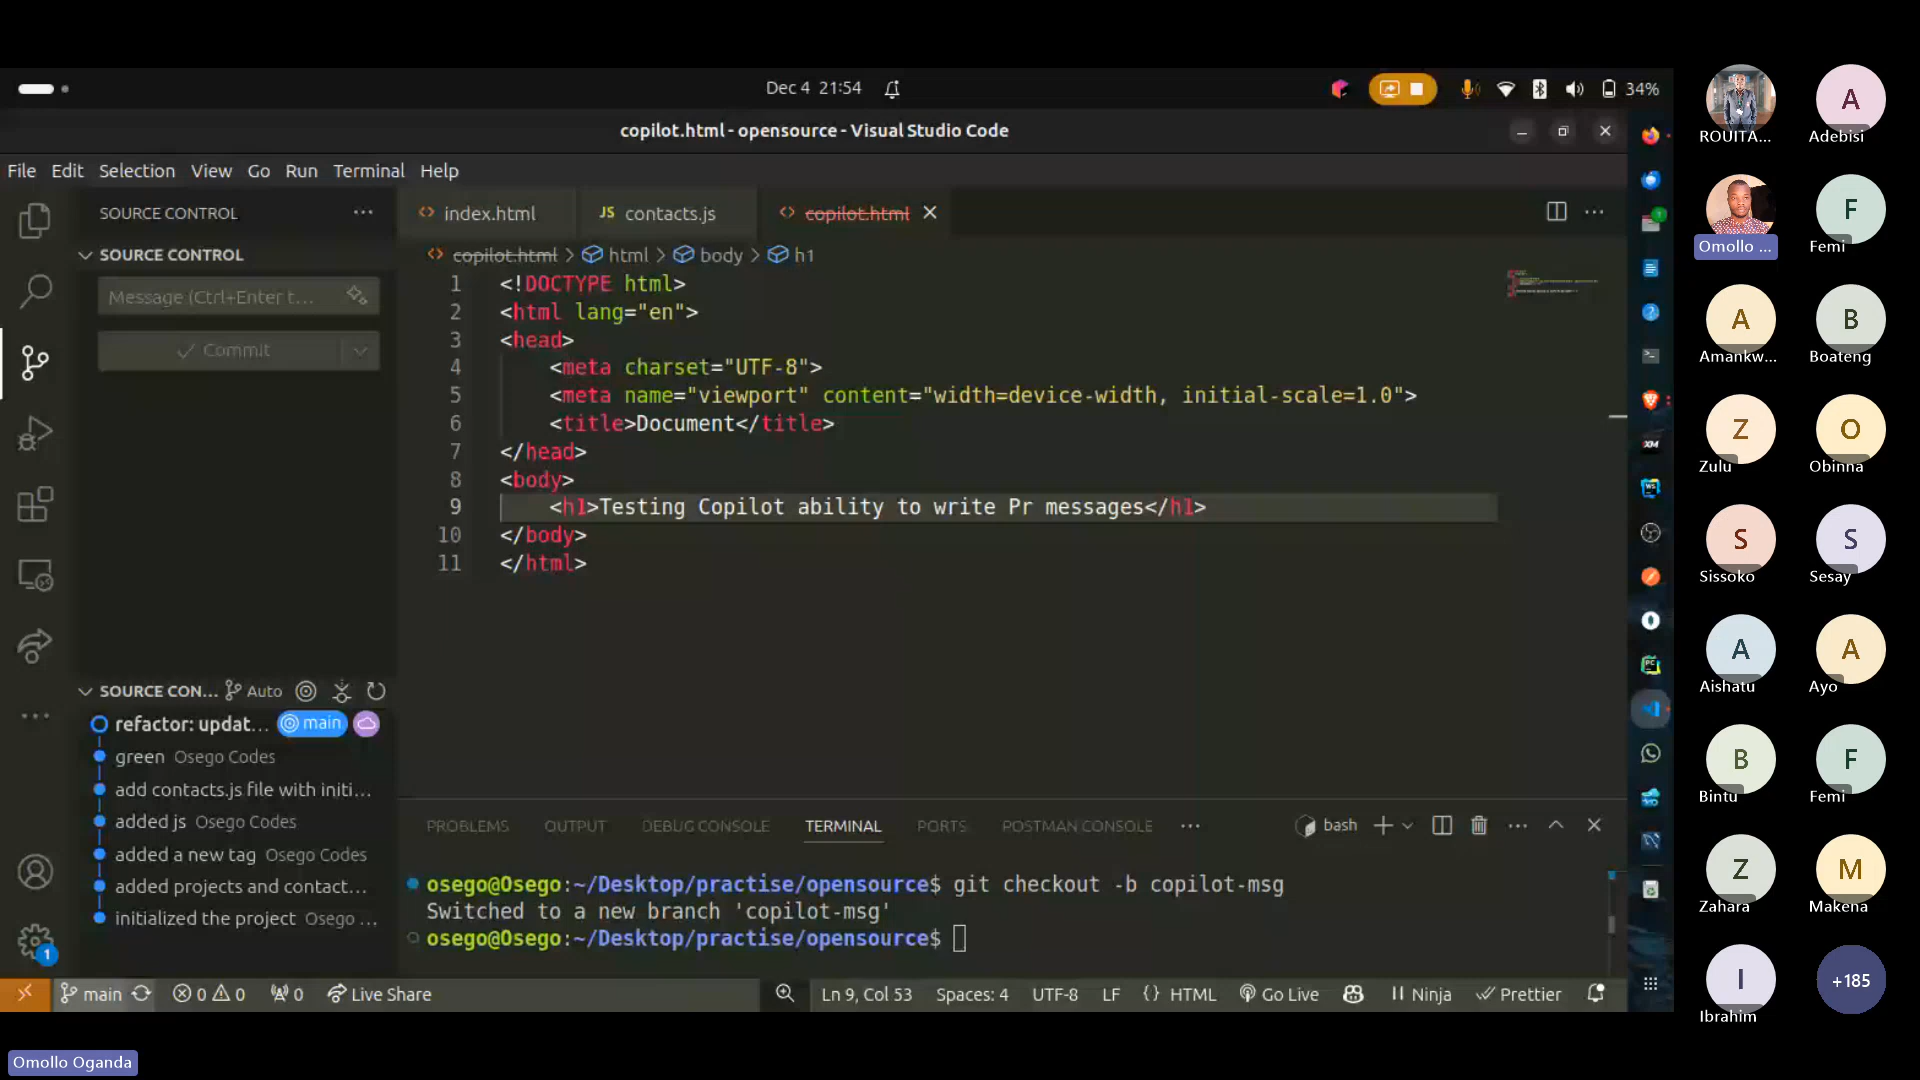 Dec 4 21:54
34%
copilot.html - opensource - Visual Studio Code
File Edit Selection View Go Run Terminal Help
SOURCE CONTROL
SOURCE CONTROL
Message (Ctrl+Enter t...
Commit
SOURCE CON... Auto
refactor: updat... main
green Osego Codes
add contacts.js file with initi...
added js Osego Codes
added a new tag Osego Codes
added projects and contact...
initialized the project Osego ...
1
index.html
JS contacts.js
copilot.html
copilot.html > html > body > h1
1 <!DOCTYPE html>
2 <html lang="en">
3 <head>
4 <meta charset="UTF-8">
5 <meta name="viewport" content="width=device-width, initial-scale=1.0">
6 <title>Document</title>
7 </head>
8 <body>
9 <h1>Testing Copilot ability to write Pr messages</h1>
10 </body>
11 </html>
PROBLEMS OUTPUT DEBUG CONSOLE TERMINAL PORTS POSTMAN CONSOLE
bash
osego@Osego:~/Desktop/practise/opensource$ git checkout -b copilot-msg
Switched to a new branch 'copilot-msg'
osego@Osego:~/Desktop/practise/opensource$
main 0 0 0 Live Share
Ln 9, Col 53 Spaces: 4 UTF-8 LF {} HTML Go Live Ninja Prettier
ROUITA...
A
Adebisi
Omollo ...
F
Femi
A
Amankw...
B
Boateng
Z
Zulu
O
Obinna
S
Sissoko
S
Sesay
A
Aishatu
A
Ayo
B
Bintu
F
Femi
Z
Zahara
M
Makena
I
Ibrahim
+185
Omollo Oganda